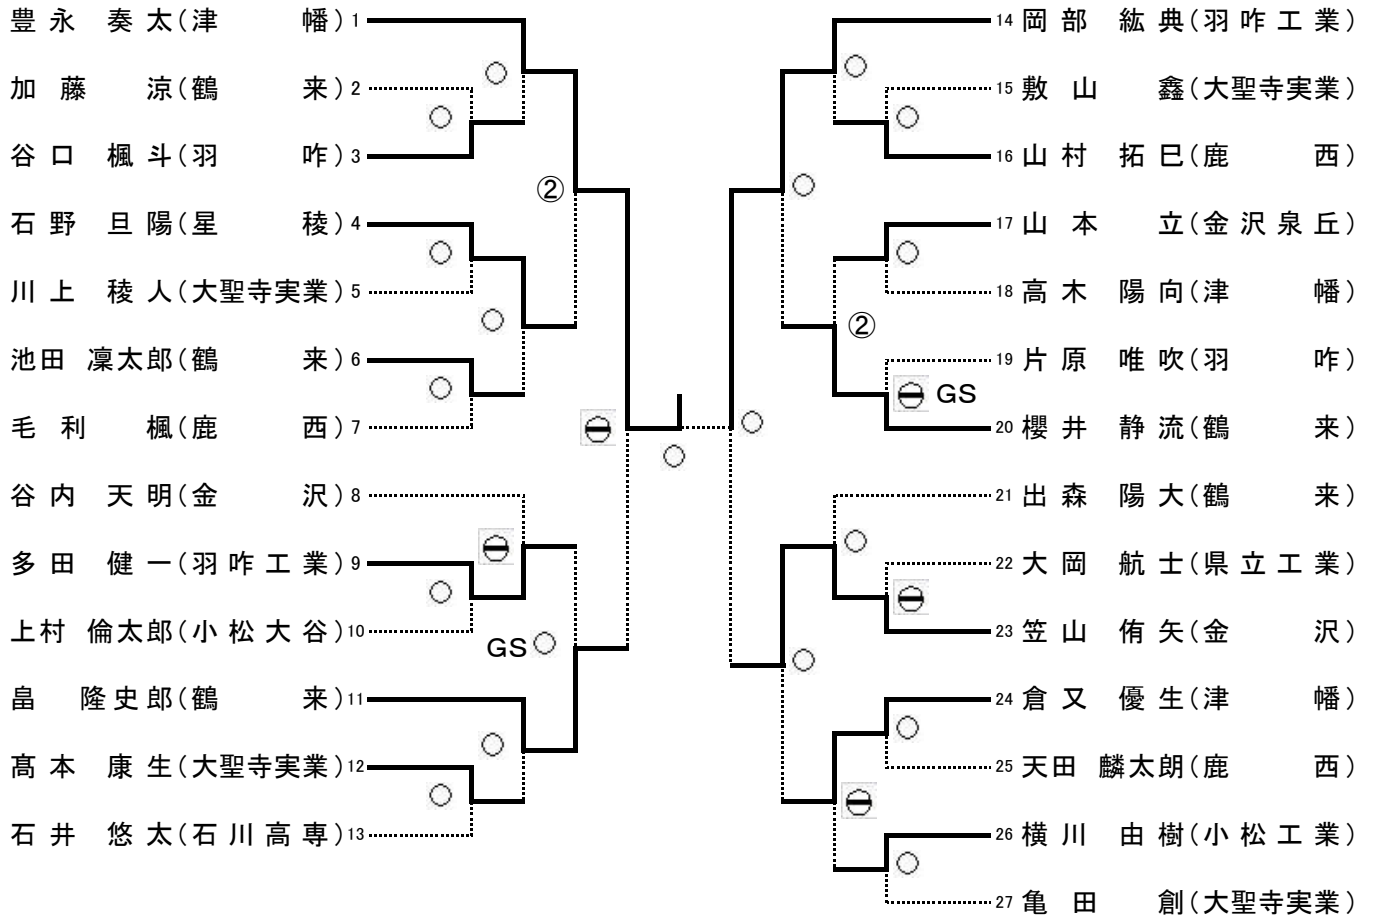 豊永 奏太(津 幡) 1
加藤 涼(鶴 来) 2
谷口 楓斗(羽 咋) 3
②
石野 旦陽(星 稜) 4
川上 稜人(大聖寺実業) 5
池田 凜太郎(鶴 来) 6
毛利 楓(鹿 西) 7
谷内 天明(金 沢) 8
多田 健一(羽咋工業) 9
上村 倫太郎(小松大谷) 10
GS
畠 隆史郎(鶴 来) 11
髙本 康生(大聖寺実業) 12
石井 悠太(石川高専) 13
14 岡部 紘典(羽咋工業)
15 敷山 鑫(大聖寺実業)
16 山村 拓巳(鹿 西)
17 山本 立(金沢泉丘)
18 高木 陽向(津 幡)
②
19 片原 唯吹(羽 咋)
GS
20 櫻井 静流(鶴 来)
21 出森 陽大(鶴 来)
22 大岡 航士(県立工業)
23 笠山 侑矢(金 沢)
24 倉又 優生(津 幡)
25 天田 麟太朗(鹿 西)
26 横川 由樹(小松工業)
27 亀田 創(大聖寺実業)